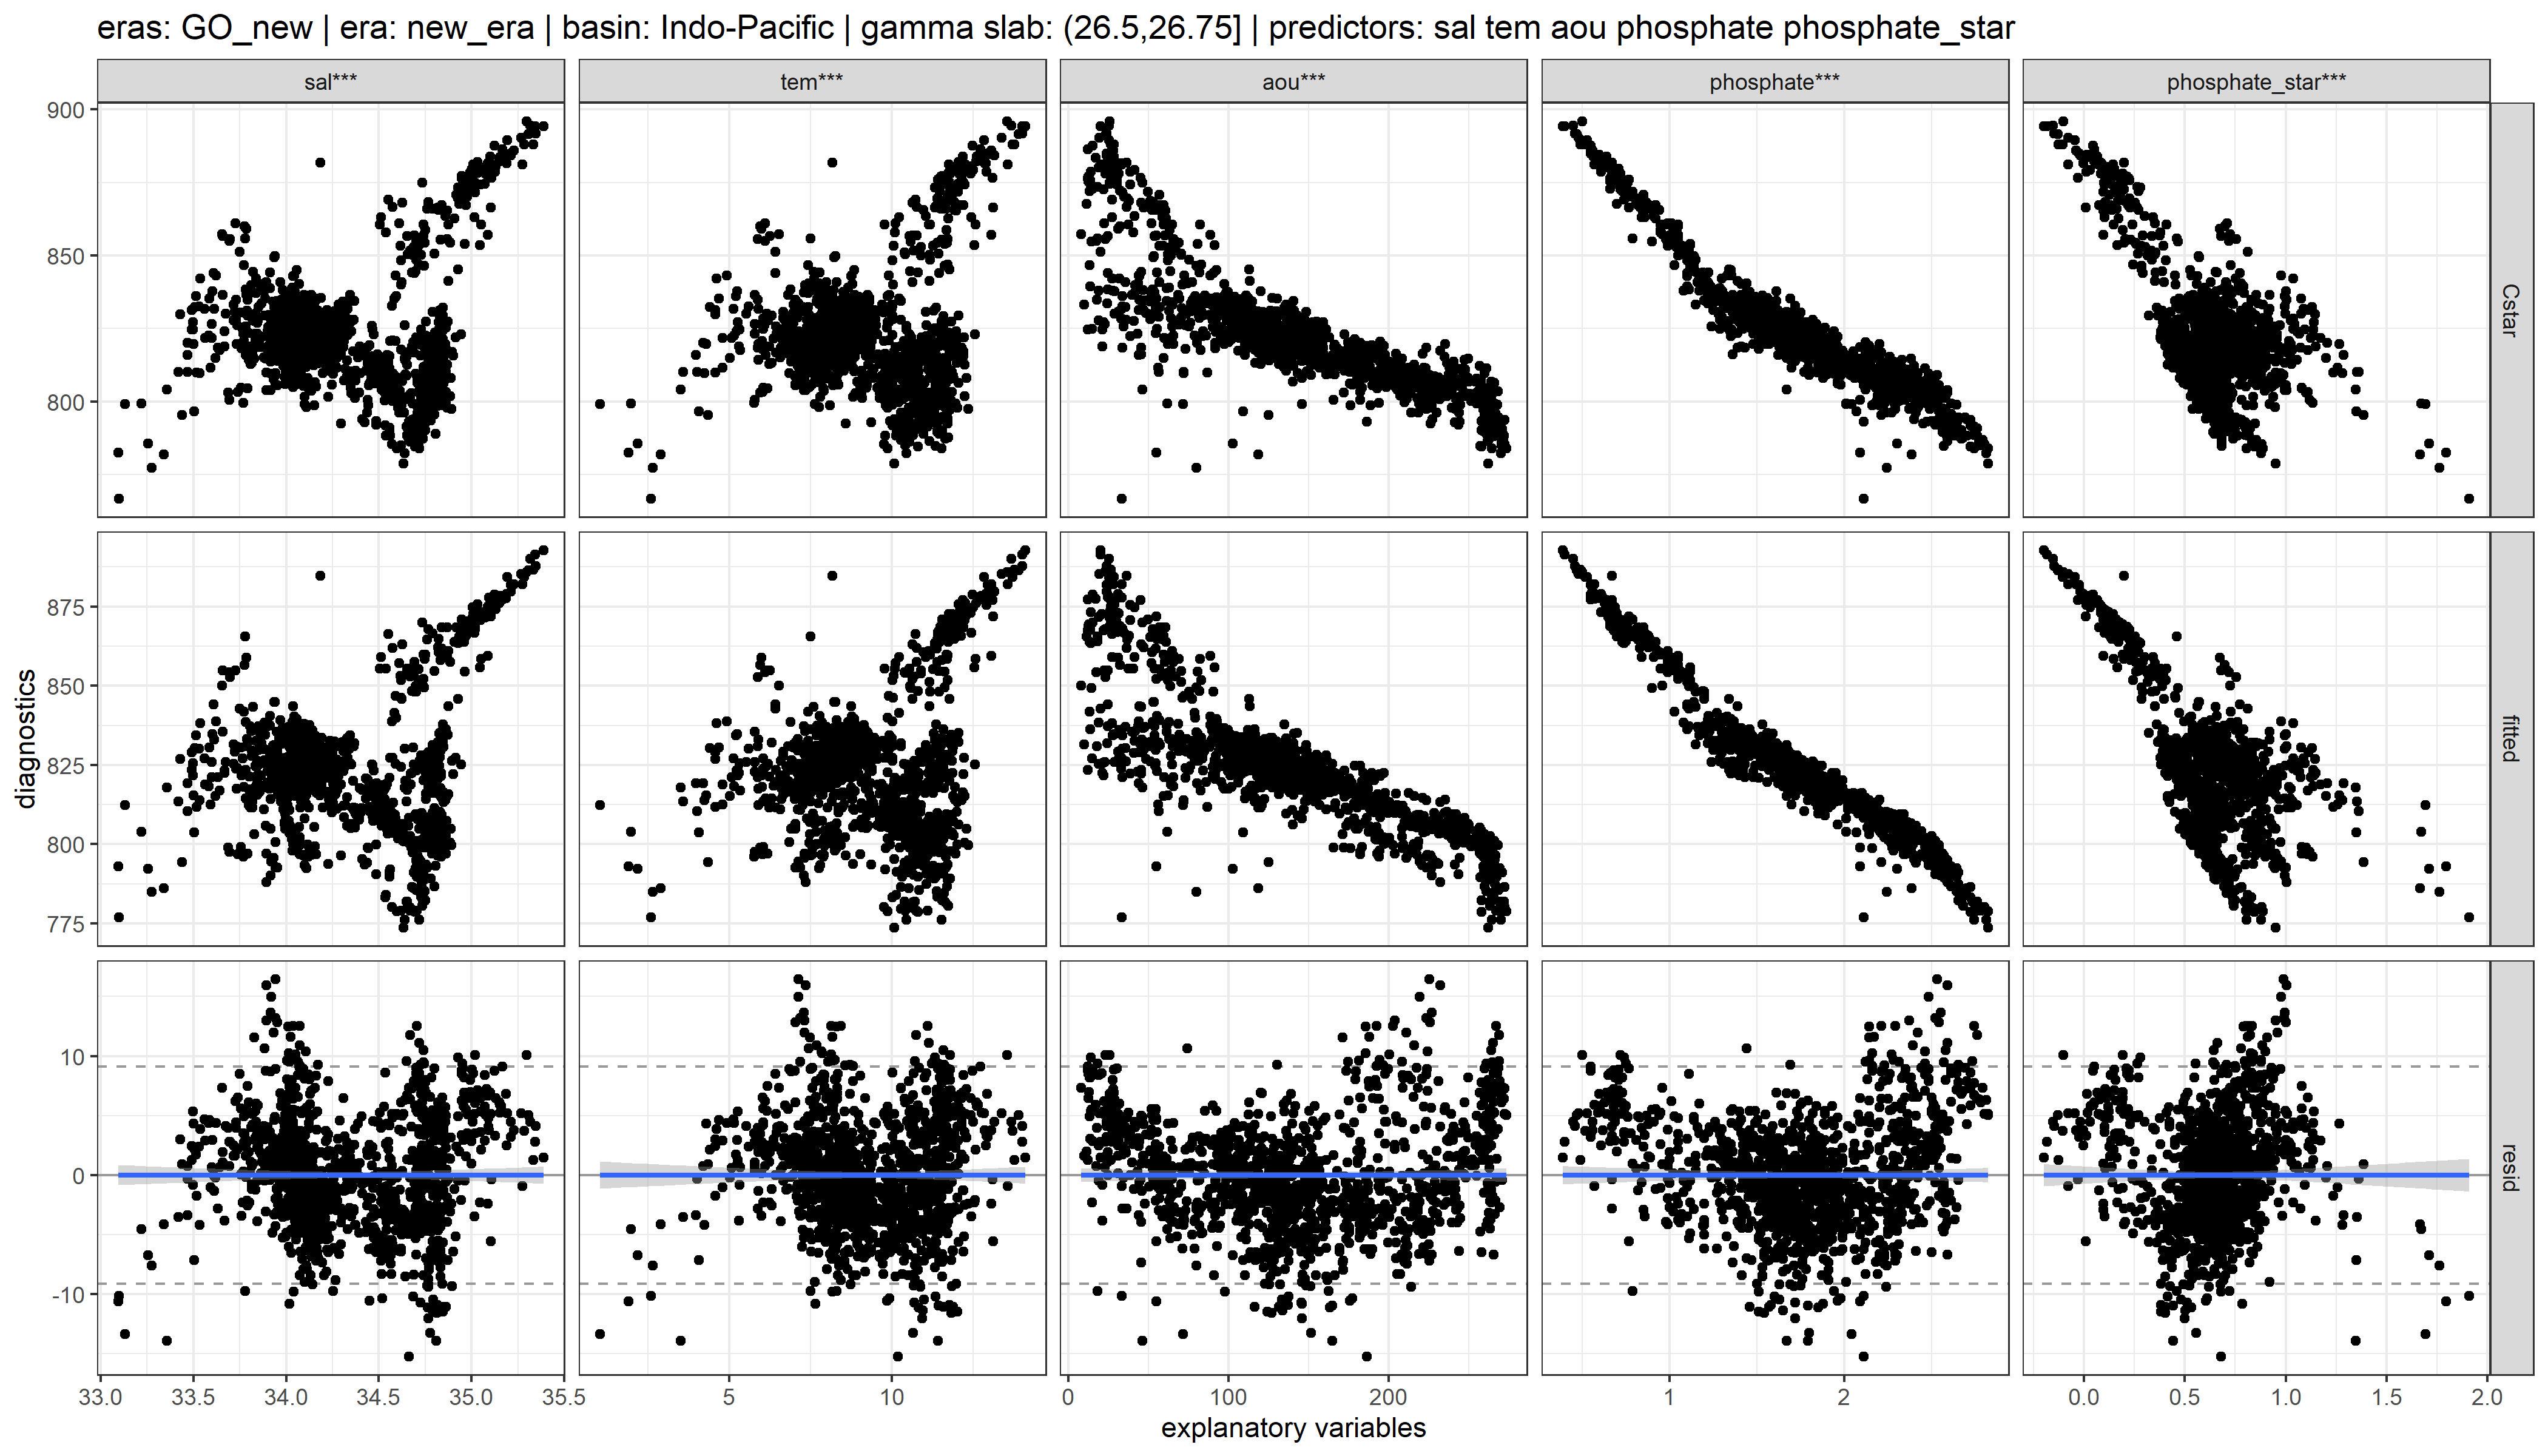 eras: GO_new | era: new_era | basin: Indo-Pacific | gamma slab: (26.5,26.75] | predictors: sal tem aou phosphate phosphate_star
sal*** tem*** aou*** phosphate*** phosphate_star***
900
850
800
Cstar
875
850
825
800
775
fitted
diagnostics
10
0
-10
resid
33.0 33.5 34.0 34.5 35.0 35.5 5 10 0 100 200 1 2 0.0 0.5 1.0 1.5 2.0
explanatory variables